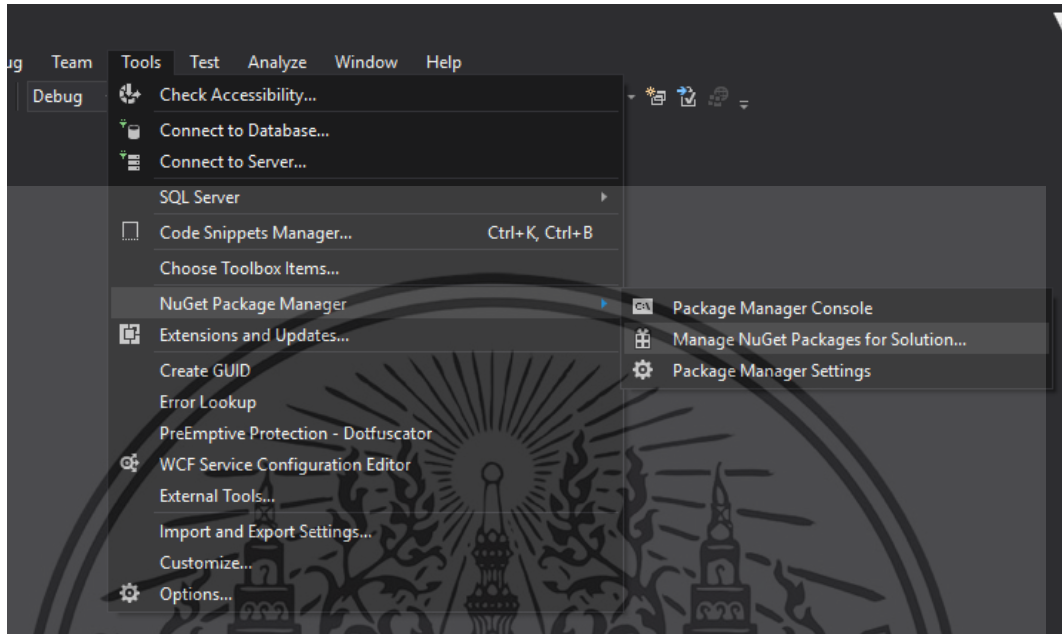 ug Team Tools Test Analyze Window Help
Debug
Check Accessibility...
Connect to Database...
Connect to Server...
SQL Server
Code Snippets Manager... Ctrl+K, Ctrl+B
Choose Toolbox Items...
NuGet Package Manager
Package Manager Console
Manage NuGet Packages for Solution...
Package Manager Settings
Extensions and Updates...
Create GUID
Error Lookup
PreEmptive Protection - Dotfuscator
WCF Service Configuration Editor
External Tools...
Import and Export Settings...
Customize...
Options...